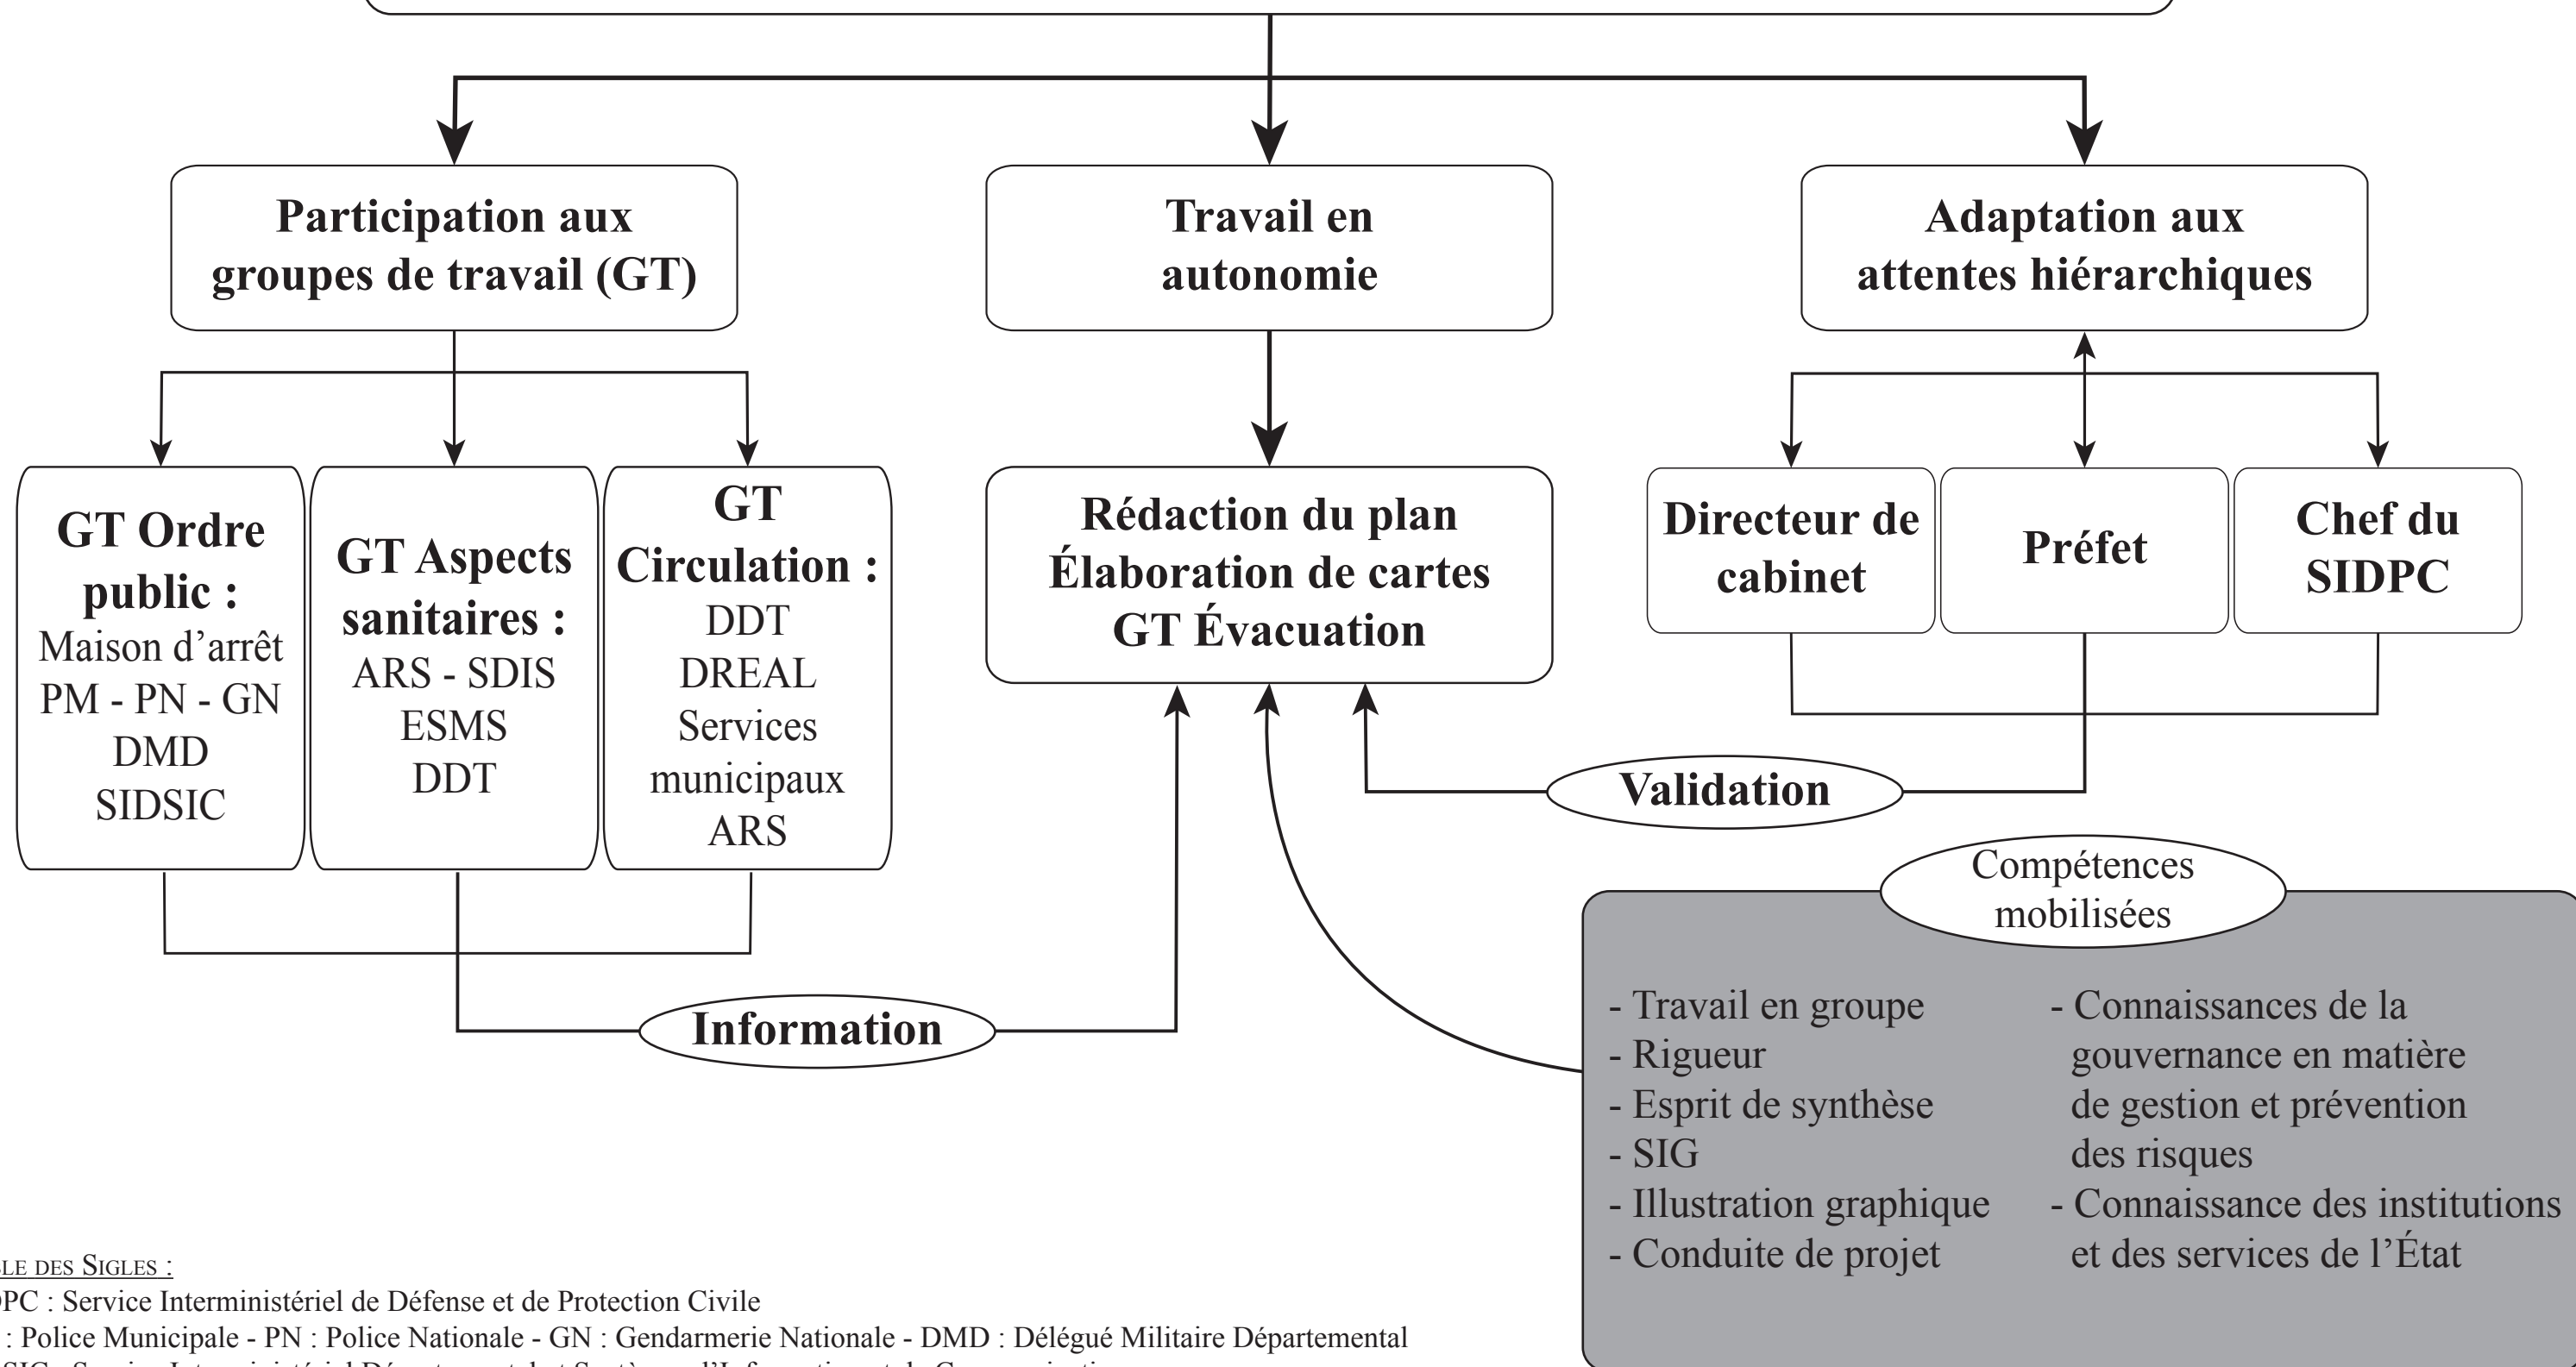 Participation aux
groupes de travail (GT)
Travail en
autonomie
Adaptation aux
attentes hiérarchiques
GT Ordre
public :
Maison d’arrêt
PM - PN - GN
DMD
SIDSIC
GT Aspects
sanitaires :
ARS - SDIS
ESMS
DDT
GT
Circulation :
DDT
DREAL
Services
municipaux
ARS
Rédaction du plan
Élaboration de cartes
GT Évacuation
Directeur de
cabinet
Préfet
Chef du
SIDPC
Validation
Information
Compétences
mobilisées
- Travail en groupe
- Rigueur
- Esprit de synthèse
- SIG
- Illustration graphique
- Conduite de projet
- Connaissances de la
gouvernance en matière
de gestion et prévention
des risques
- Connaissance des institutions
et des services de l’État
DES SIGLES :
: Service Interministériel de Défense et de Protection Civile
: Police Municipale - PN : Police Nationale - GN : Gendarmerie Nationale - DMD : Délégué Militaire Départemental